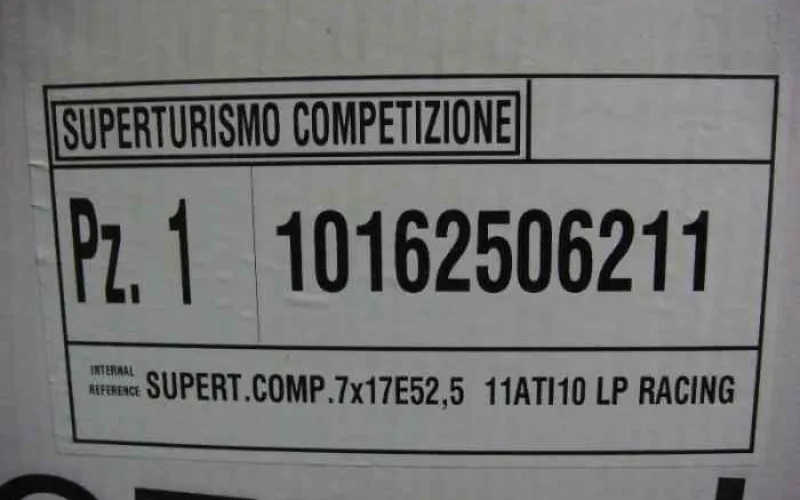 SUPERTURISMO COMPETIZIONE
Pz. 1
10162506211
INTERNAL
REFERENCE
SUPERT.COMP.7x17E52,5 11ATI10 LP RACING